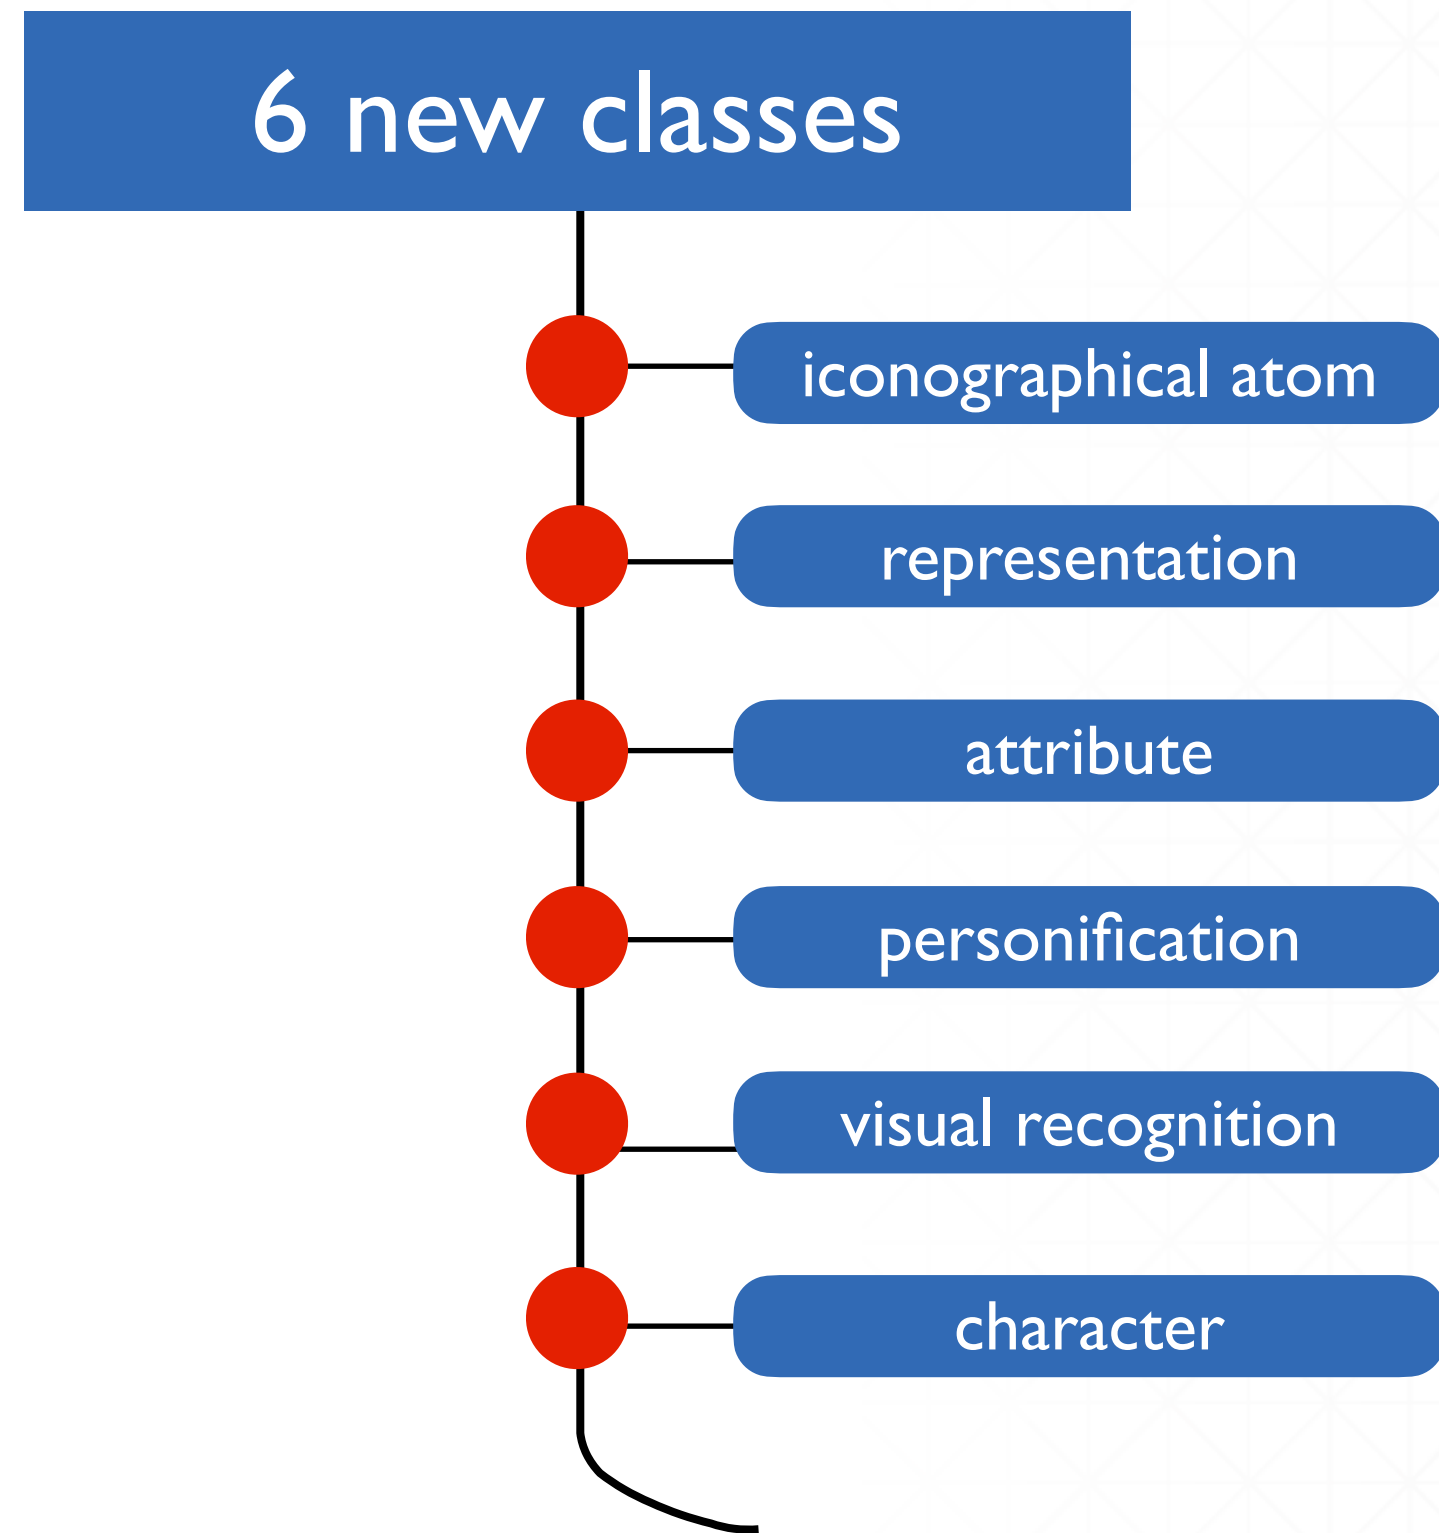 6 new classes
iconographical atom
representation
attribute
personification
visual recognition
character